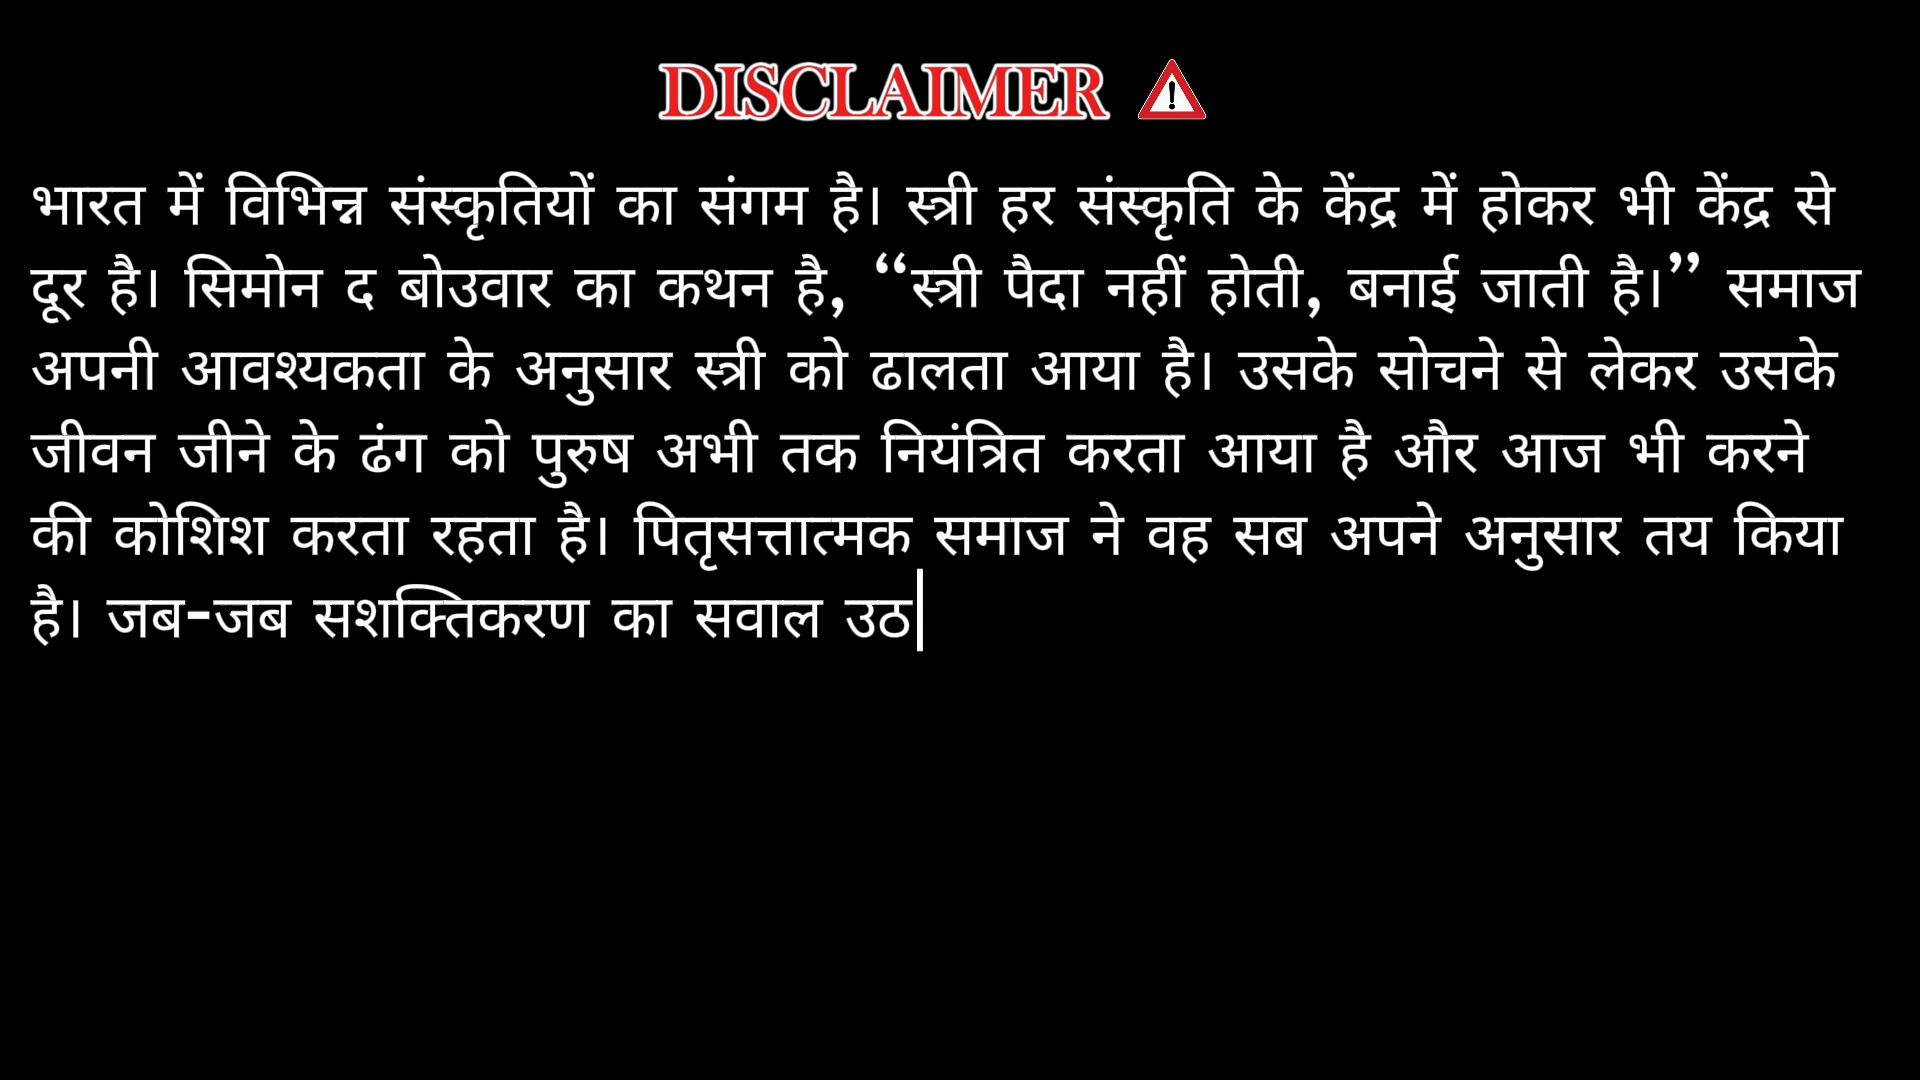 DISCLAIMER
भारत में विभिन्न संस्कृतियों का संगम है। स्त्री हर संस्कृति के केंद्र में होकर भी केंद्र से
दूर है। सिमोन द बोउवार का कथन है, “स्त्री पैदा नहीं होती, बनाई जाती है।” समाज
अपनी आवश्यकता के अनुसार स्त्री को ढालता आया है। उसके सोचने से लेकर उसके
जीवन जीने के ढंग को पुरुष अभी तक नियंत्रित करता आया है और आज भी करने
की कोशिश करता रहता है। पितृसत्तात्मक समाज ने वह सब अपने अनुसार तय किया
है। जब-जब सशक्तिकरण का सवाल उठ